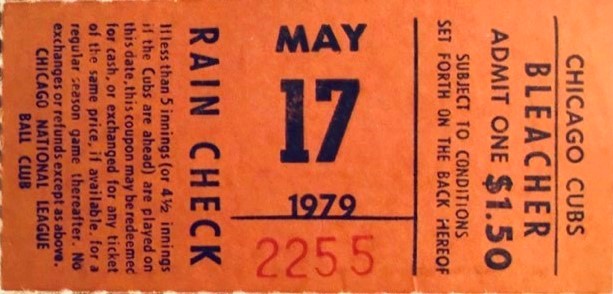 CHICAGO CUBS
BLEACHER
ADMIT ONE $1.50
SUBJECT TO CONDITIONS
SET FORTH ON THE BACK HEREOF
MAY
17
1979
2255
RAIN CHECK
If less than 5 innings (or 4½ innings
if the Cubs are ahead) are played on
this date, this coupon may be redeemed
for cash, or exchanged for any ticket
of the same price, if available, for a
regular season game thereafter. No
exchanges or refunds except as above.
CHICAGO NATIONAL LEAGUE
BALL CLUB